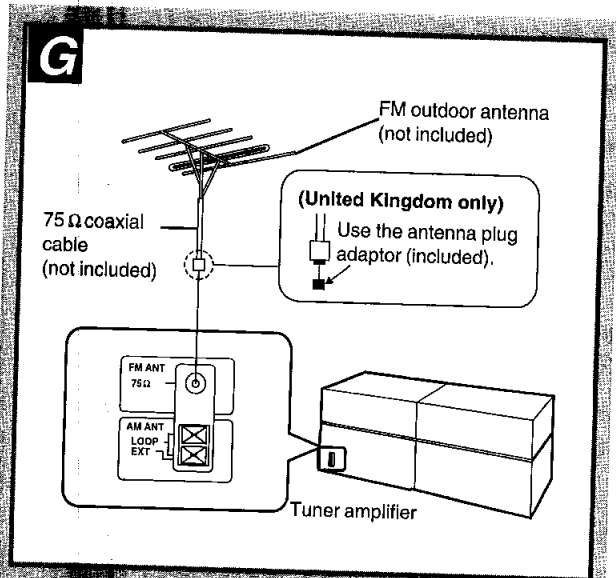 G
FM outdoor antenna
(not included)
(United Kingdom only)
Use the antenna plug
adaptor (included).
75 Ω coaxial
cable
(not included)
FM ANT
75Ω
AM ANT
LOOP
EXT
Tuner amplifier